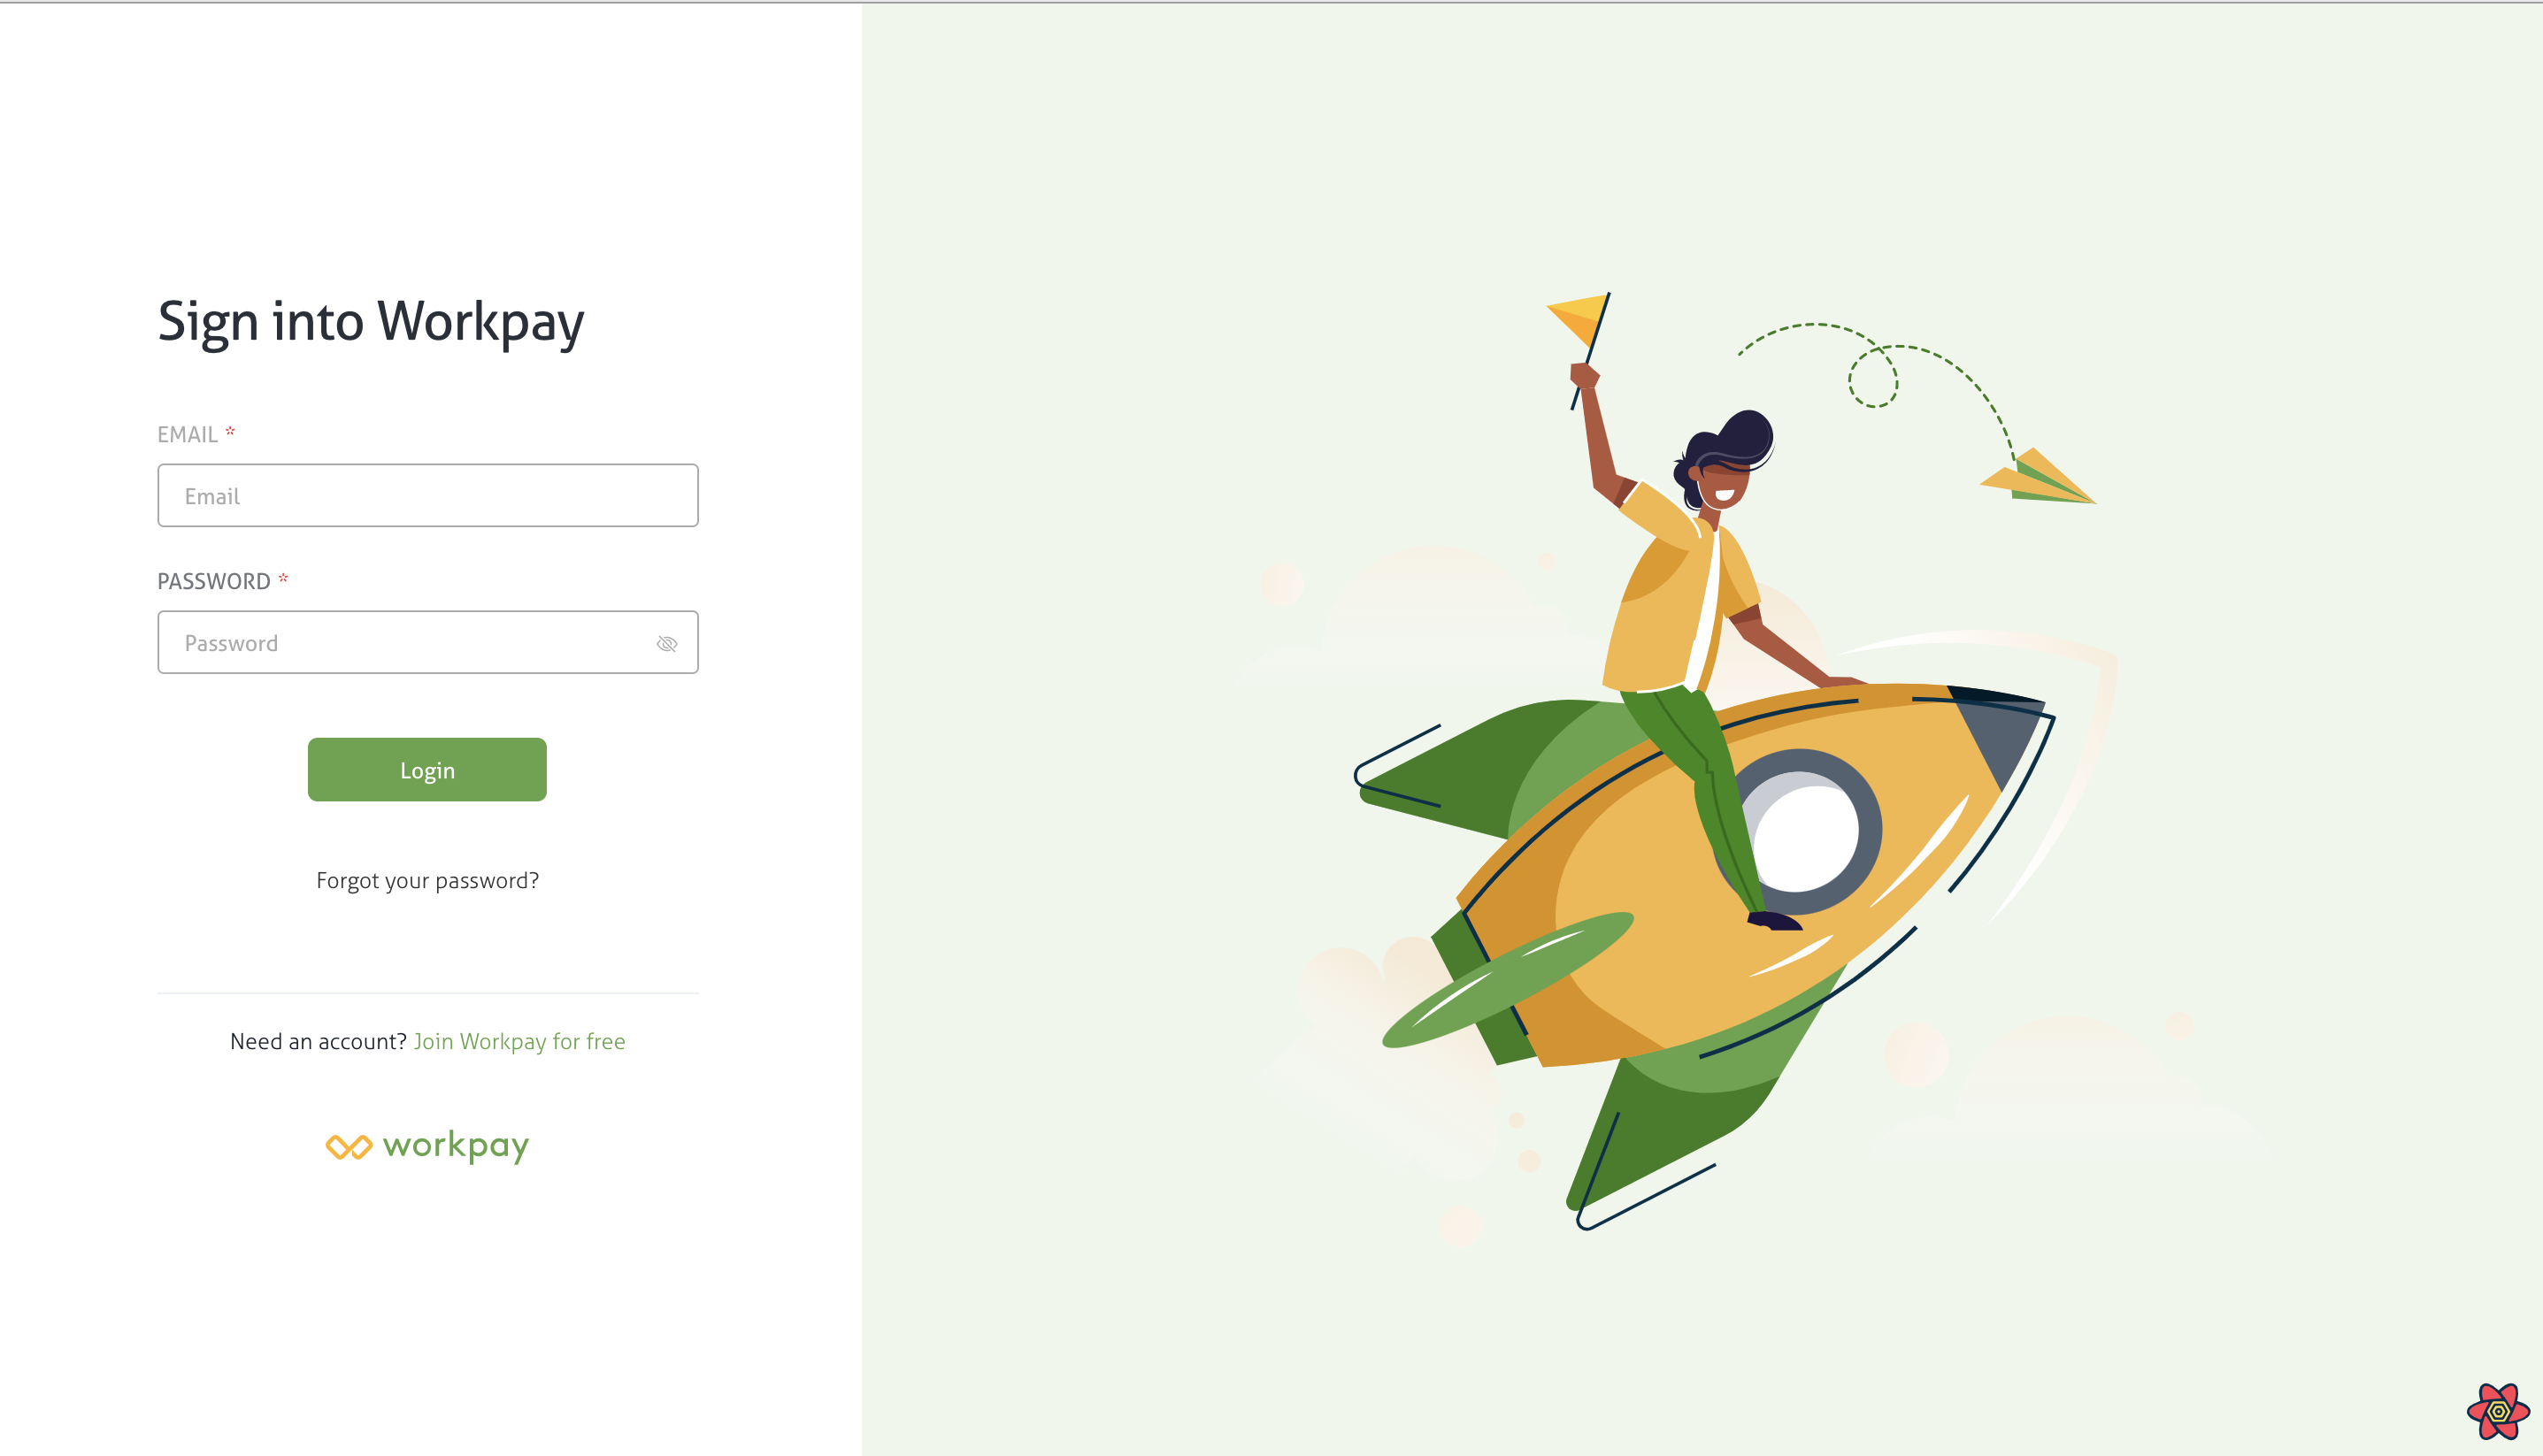 Sign into Workpay
EMAIL *
Email
PASSWORD *
Password
Login
Forgot your password?
Need an account? Join Workpay for free
workpay